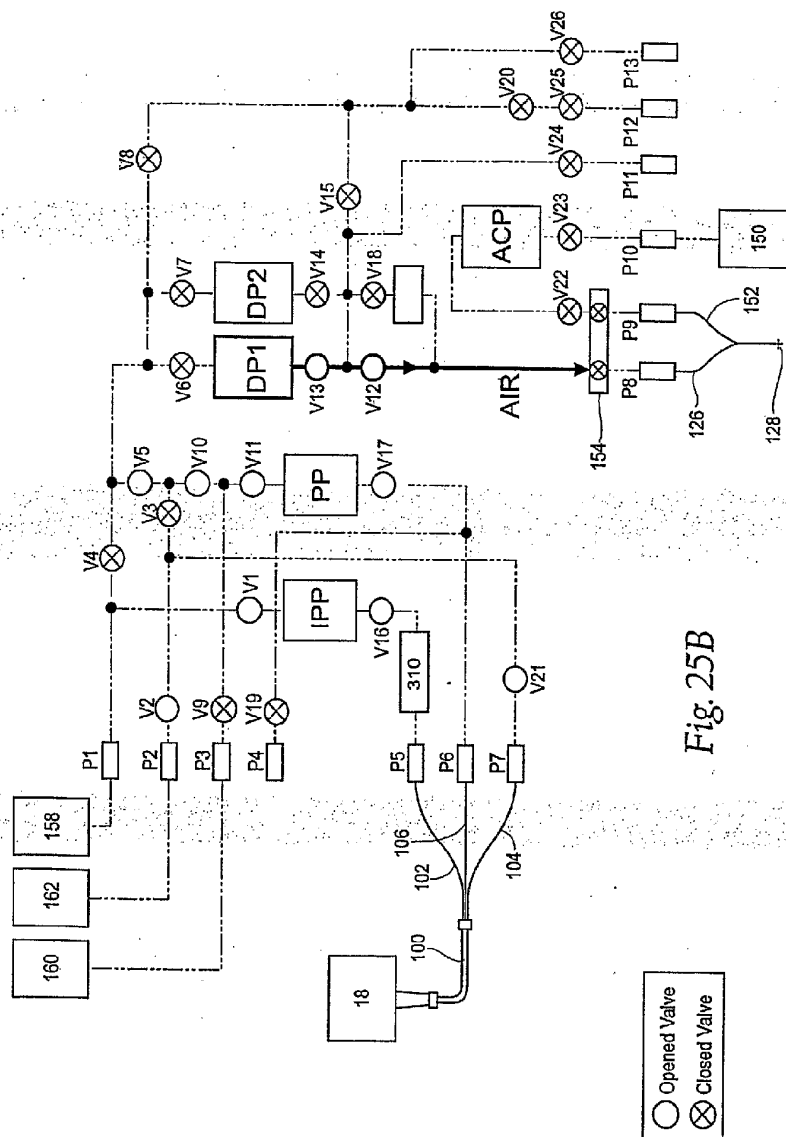 158
162
160
P1
P2
P3
P4
V2
V9
V19
V4
V5
V3
V10
V11
PP
V17
V1
IPP
V16
310
P5
P6
P7
V21
102
106
104
100
18
V8
V6
V7
DP1
DP2
V13
V14
V12
V18
V15
AIR
ACP
V20
V26
V25
V24
V23
V22
P13
P12
P11
P10
P9
P8
150
152
154
126
128
Fig. 25B
Opened Valve
Closed Valve